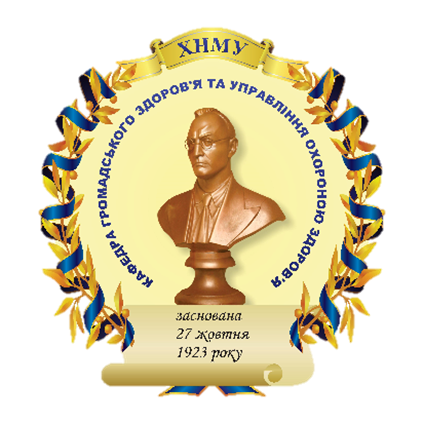 ХНМУ
КАФЕДРА ГРОМАДСЬКОГО ЗДОРОВ'Я ТА УПРАВЛІННЯ ОХОРОНОЮ ЗДОРОВ'Я
заснована
27 жовтня
1923 року